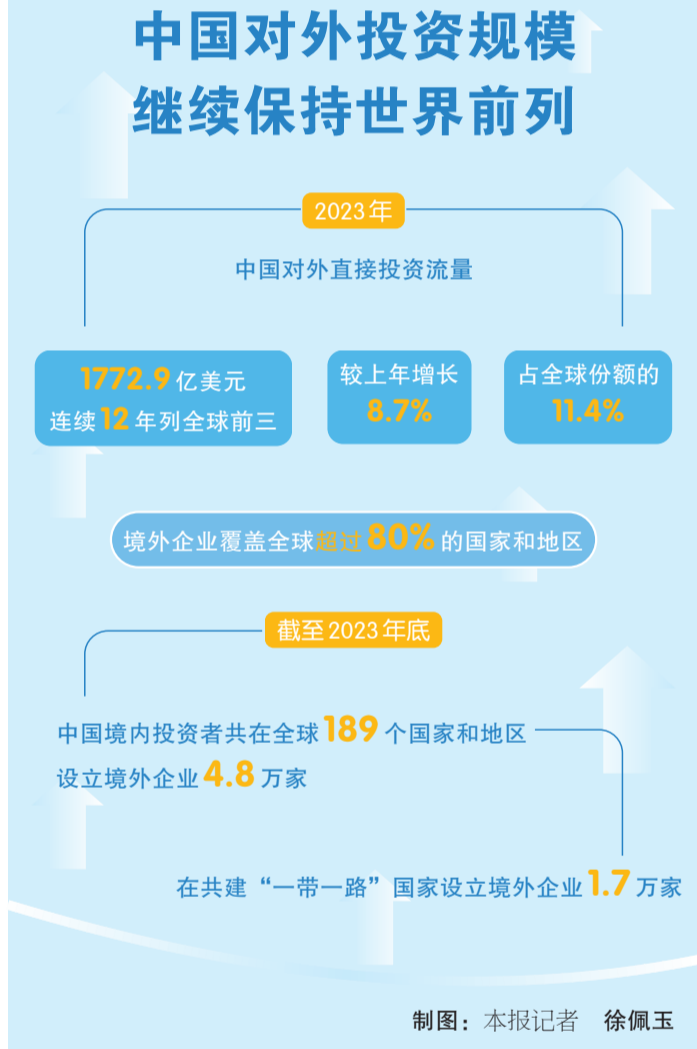 中国对外投资规模
继续保持世界前列
2023年
中国对外直接投资流量
1772.9亿美元
连续12年列全球前三
较上年增长
8.7%
占全球份额的
11.4%
境外企业覆盖全球超过80%的国家和地区
截至2023年底
中国境内投资者共在全球189个国家和地区
设立境外企业4.8万家
在共建“一带一路”国家设立境外企业1.7万家
制图：本报记者 徐佩玉